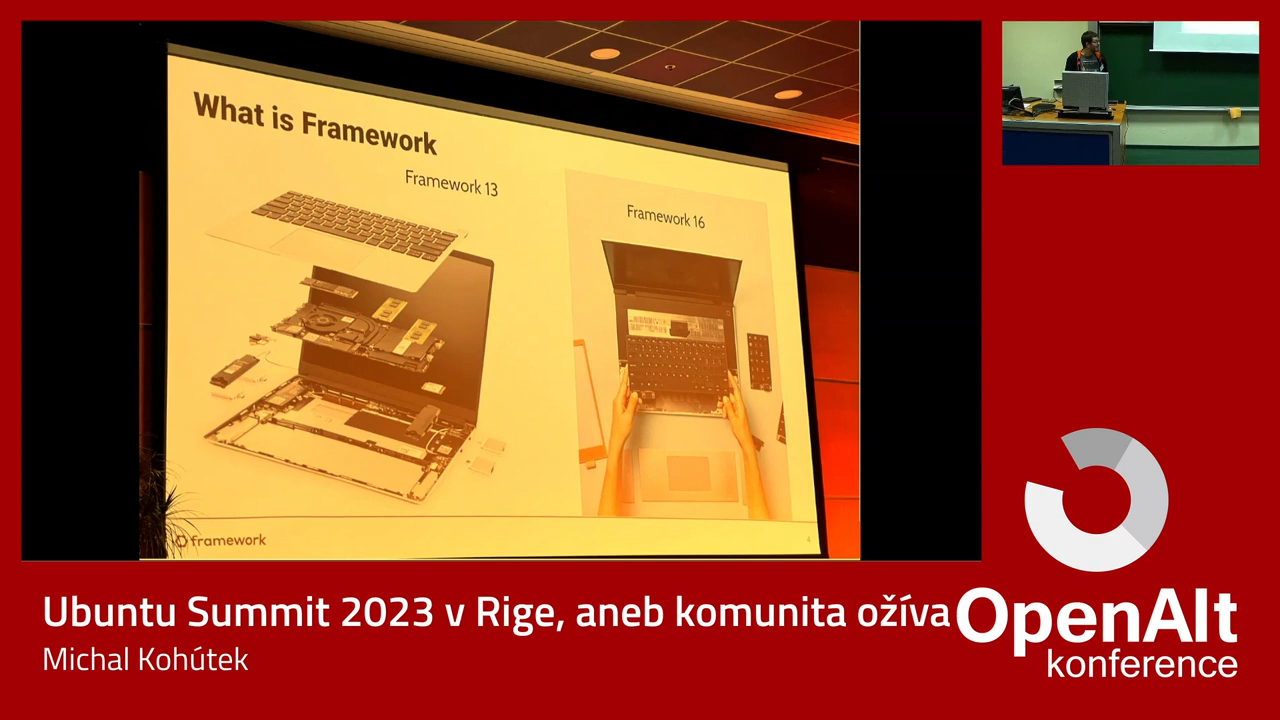 What is Framework
Framework 13
Framework 16
framework
4
Ubuntu Summit 2023 v Rige, aneb komunita ožíva
Michal Kohútek
OpenAlt
konference